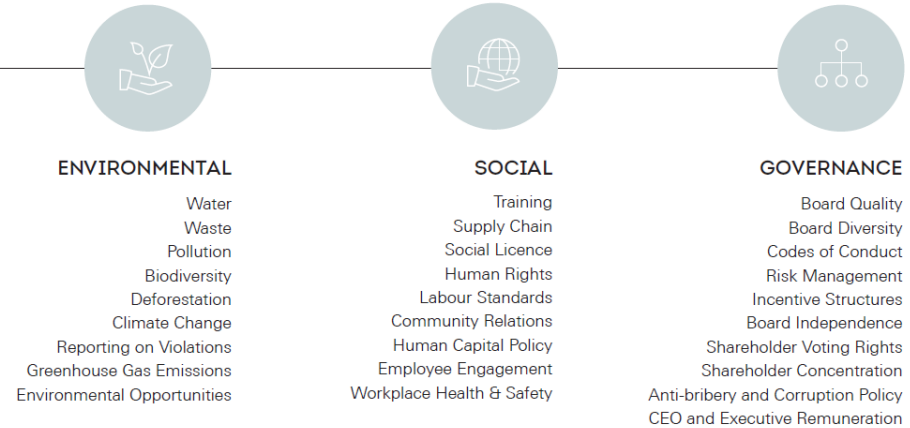 ENVIRONMENTAL
Water
Waste
Pollution
Biodiversity
Deforestation
Climate Change
Reporting on Violations
Greenhouse Gas Emissions
Environmental Opportunities
SOCIAL
Training
Supply Chain
Social Licence
Human Rights
Labour Standards
Community Relations
Human Capital Policy
Employee Engagement
Workplace Health & Safety
GOVERNANCE
Board Quality
Board Diversity
Codes of Conduct
Risk Management
Incentive Structures
Board Independence
Shareholder Voting Rights
Shareholder Concentration
Anti-bribery and Corruption Policy
CEO and Executive Remuneration